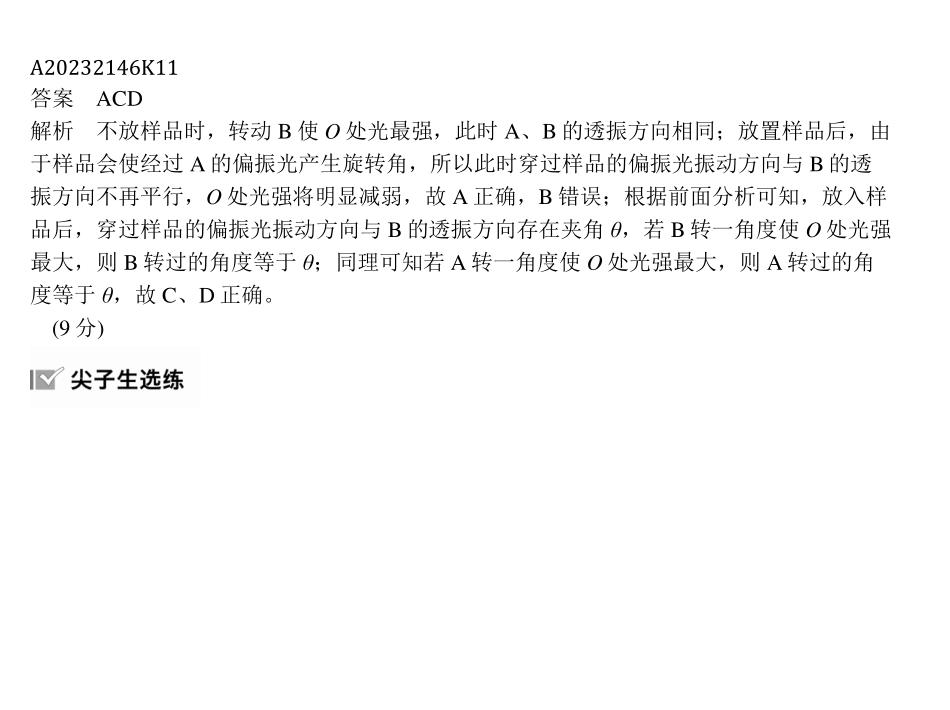 A20232146K11
答案 ACD
解析 不放样品时，转动 B 使 O 处光最强，此时 A、B 的透振方向相同；放置样品后，由
于样品会使经过 A 的偏振光产生旋转角，所以此时穿过样品的偏振光振动方向与 B 的透
振方向不再平行，O 处光强将明显减弱，故 A 正确，B 错误；根据前面分析可知，放入样
品后，穿过样品的偏振光振动方向与 B 的透振方向存在夹角 θ，若 B 转一角度使 O 处光强
最大，则 B 转过的角度等于 θ；同理可知若 A 转一角度使 O 处光强最大，则 A 转过的角
度等于 θ，故 C、D 正确。
(9 分)
尖子生选练